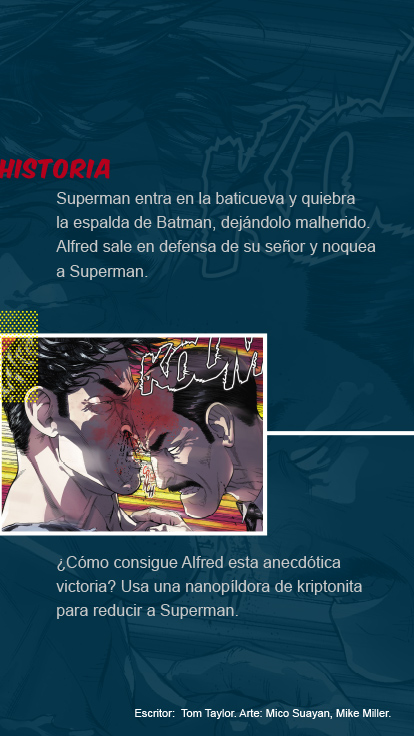 HISTORIA
Superman entra en la baticueva y quiebra
la espalda de Batman, dejándolo malherido.
Alfred sale en defensa de su señor y noquea
a Superman.
¿Cómo consigue Alfred esta anecdótica
victoria? Usa una nanopíldora de kriptonita
para reducir a Superman.
Escritor: Tom Taylor. Arte: Mico Suayan, Mike Miller.